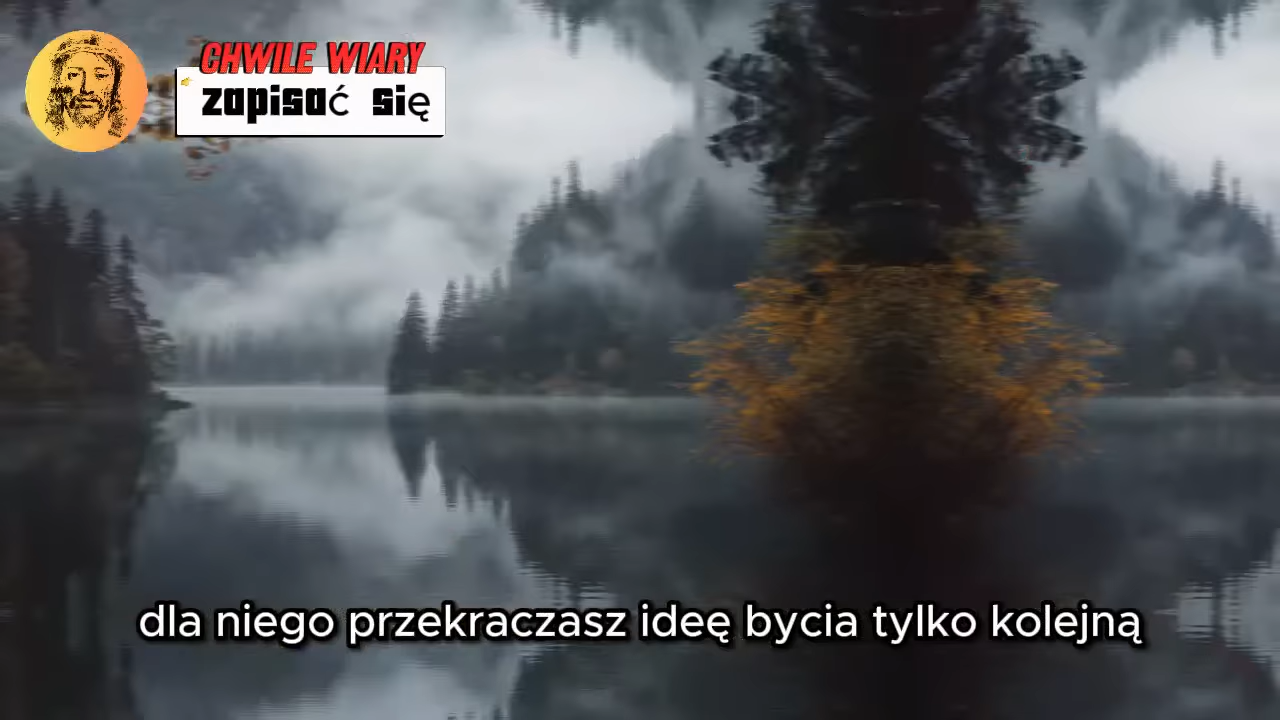 CHWILE WIARY
zapisać się
dla niego przekraczasz ideę bycia tylko kolejną